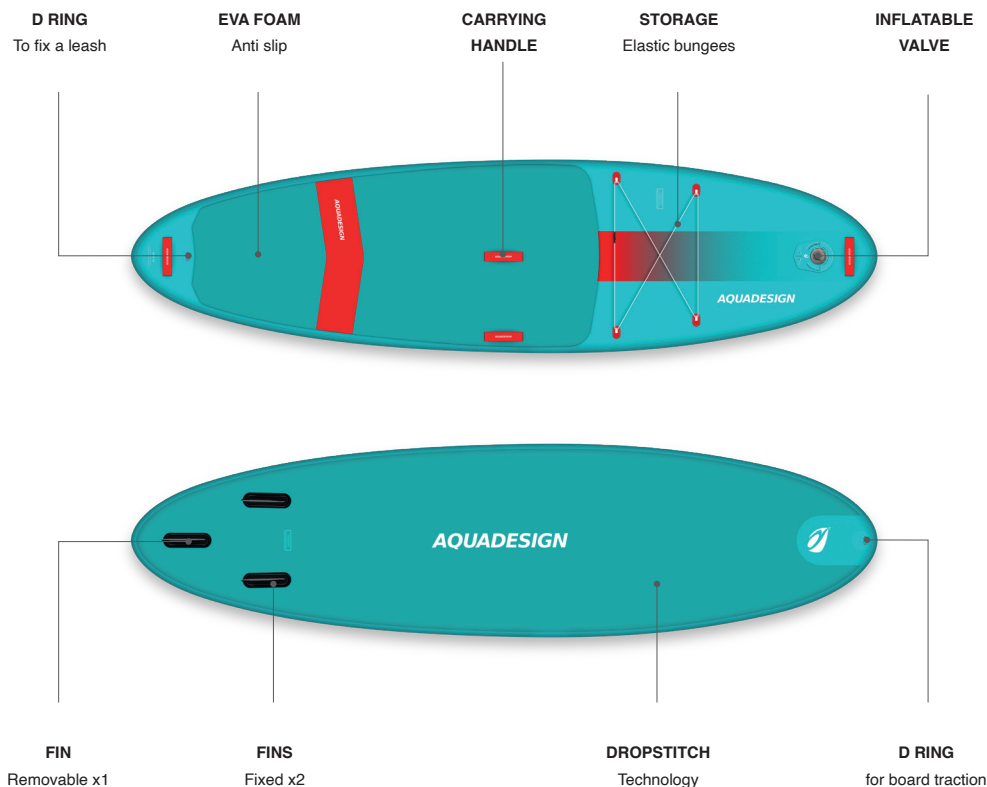 D RING
To fix a leash
EVA FOAM
Anti slip
CARRYING
HANDLE
STORAGE
Elastic bungees
INFLATABLE
VALVE
AQUADESIGN
AQUADESIGN
AQUADESIGN
FIN
Removable x1
FINS
Fixed x2
DROPSTITCH
Technology
D RING
for board traction